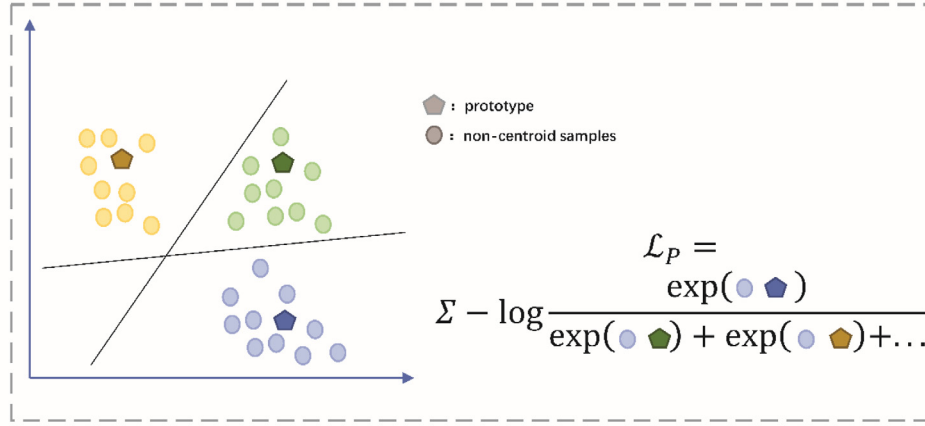 : prototype
: non-centroid samples
ℒ_P =
Σ − log exp( ) / exp( ) + exp( )+...